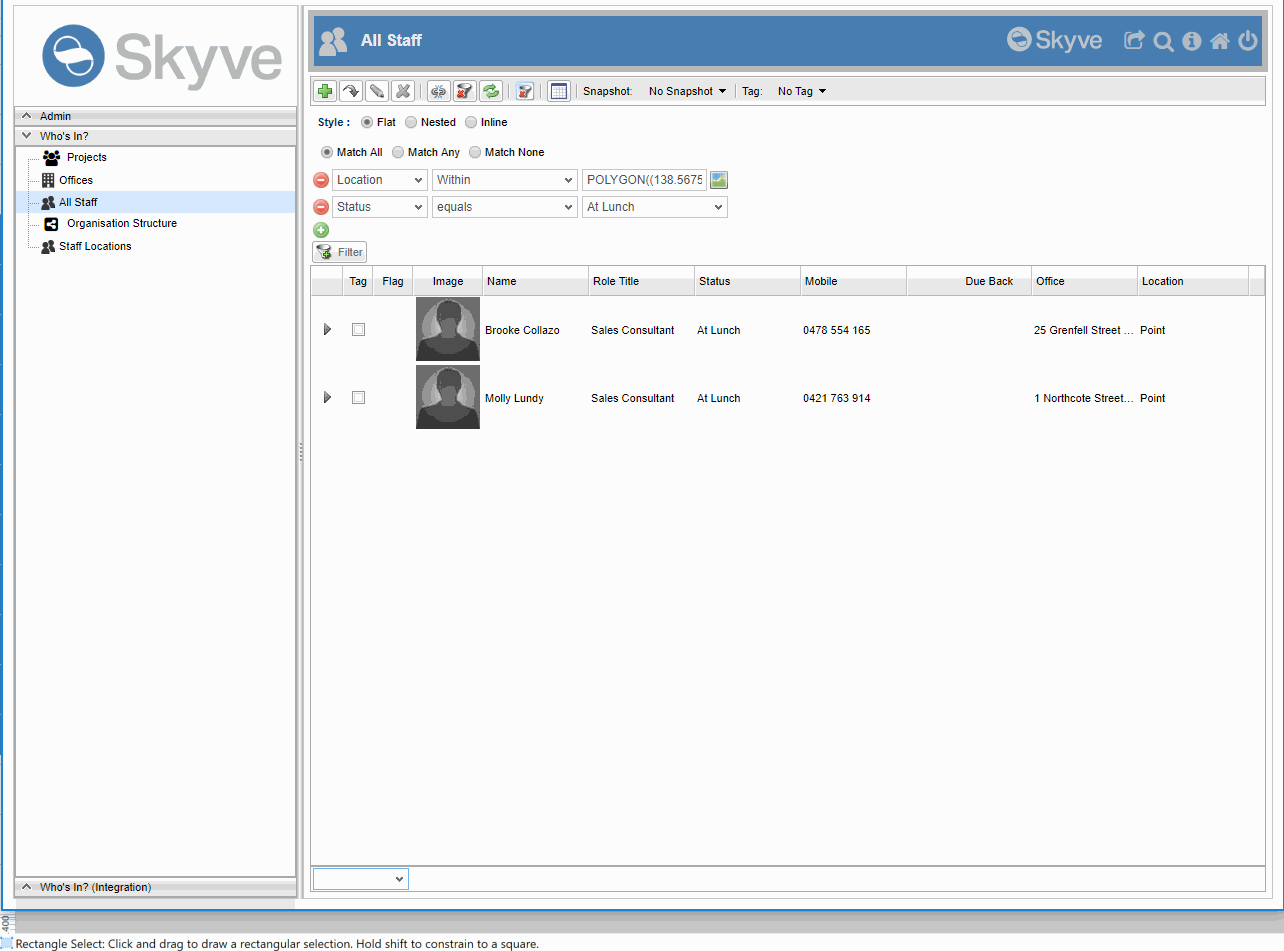 Skyve
Admin
Who's In?
Projects
Offices
All Staff
Organisation Structure
Staff Locations
Who's In? (Integration)
All Staff
Skyve
Snapshot: No Snapshot Tag: No Tag
Style : Flat Nested Inline
Match All Match Any Match None
Location Within POLYGON((138.5675
Status equals At Lunch
Filter
Tag Flag Image Name Role Title Status Mobile Due Back Office Location
Brooke Collazo Sales Consultant At Lunch 0478 554 165 25 Grenfell Street ... Point
Molly Lundy Sales Consultant At Lunch 0421 763 914 1 Northcote Street... Point
400
Rectangle Select: Click and drag to draw a rectangular selection. Hold shift to constrain to a square.